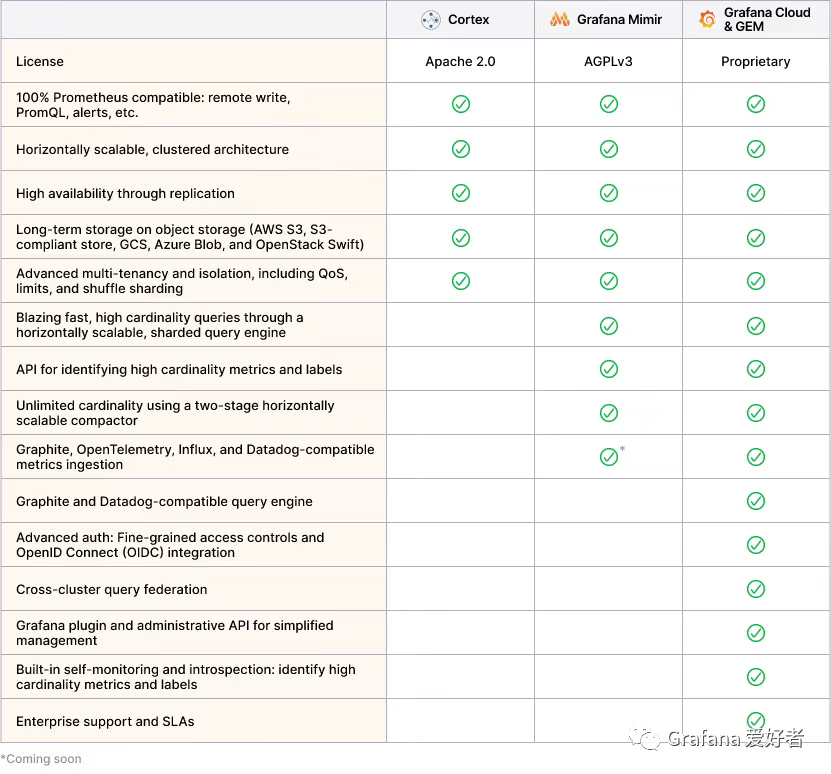 Cortex
Grafana Mimir
Grafana Cloud
& GEM
License
Apache 2.0
AGPLv3
Proprietary
100% Prometheus compatible: remote write,
PromQL, alerts, etc.
Horizontally scalable, clustered architecture
High availability through replication
Long-term storage on object storage (AWS S3, S3-
compliant store, GCS, Azure Blob, and OpenStack Swift)
Advanced multi-tenancy and isolation, including QoS,
limits, and shuffle sharding
Blazing fast, high cardinality queries through a
horizontally scalable, sharded query engine
API for identifying high cardinality metrics and labels
Unlimited cardinality using a two-stage horizontally
scalable compactor
Graphite, OpenTelemetry, Influx, and Datadog-compatible
metrics ingestion
*
Graphite and Datadog-compatible query engine
Advanced auth: Fine-grained access controls and
OpenID Connect (OIDC) integration
Cross-cluster query federation
Grafana plugin and administrative API for simplified
management
Built-in self-monitoring and introspection: identify high
cardinality metrics and labels
Enterprise support and SLAs
Grafana 爱好者
*Coming soon